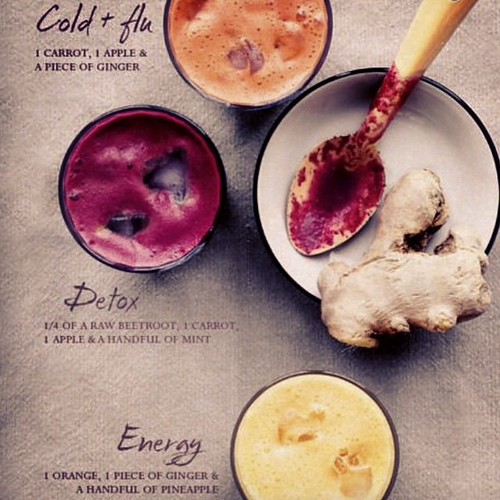 Cold + flu
1 CARROT, 1 APPLE &
A PIECE OF GINGER
Detox
1/4 OF A RAW BEETROOT, 1 CARROT,
1 APPLE & A HANDFUL OF MINT
Energy
1 ORANGE, 1 PIECE OF GINGER &
A HANDFUL OF PINEAPPLE